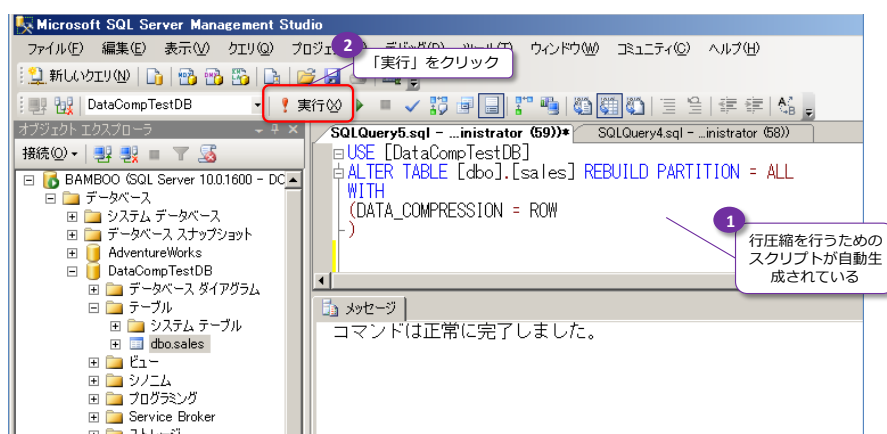 Microsoft SQL Server Management Studio
ファイル(F) 編集(E) 表示(V) クエリ(Q) ウィンドウ(W) コミュニティ(C) ヘルプ(H)
2
「実行」をクリック
新しいクエリ(N)
DataCompTestDB
実行(X)
オブジェクト エクスプローラ
接続(O)
BAMBOO (SQL Server 10.0.1600 - DC
データベース
システム データベース
データベース スナップショット
AdventureWorks
DataCompTestDB
データベース ダイアグラム
テーブル
システム テーブル
dbo.sales
ビュー
シノニム
プログラミング
Service Broker
SQLQuery5.sql - ...inistrator (59))*
SQLQuery4.sql - ...inistrator (58))
USE [DataCompTestDB]
ALTER TABLE [dbo].[sales] REBUILD PARTITION = ALL
WITH
(DATA_COMPRESSION = ROW
)
1
行圧縮を行うための
スクリプトが自動生
成されている
メッセージ
コマンドは正常に完了しました。